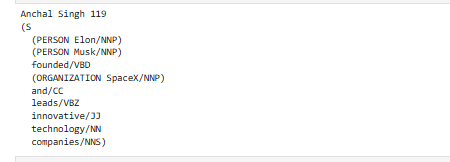 Anchal Singh 119
(S
  (PERSON Elon/NNP)
  (PERSON Musk/NNP)
  founded/VBD
  (ORGANIZATION SpaceX/NNP)
  and/CC
  leads/VBZ
  innovative/JJ
  technology/NN
  companies/NNS)